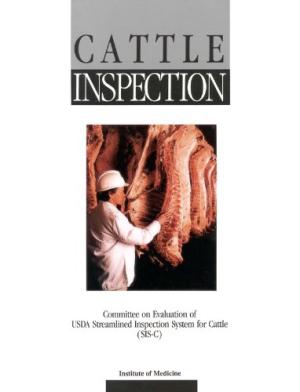 CATTLE
INSPECTION
Committee on Evaluation of
USDA Streamlined Inspection System for Cattle
(SIS-C)
Institute of Medicine